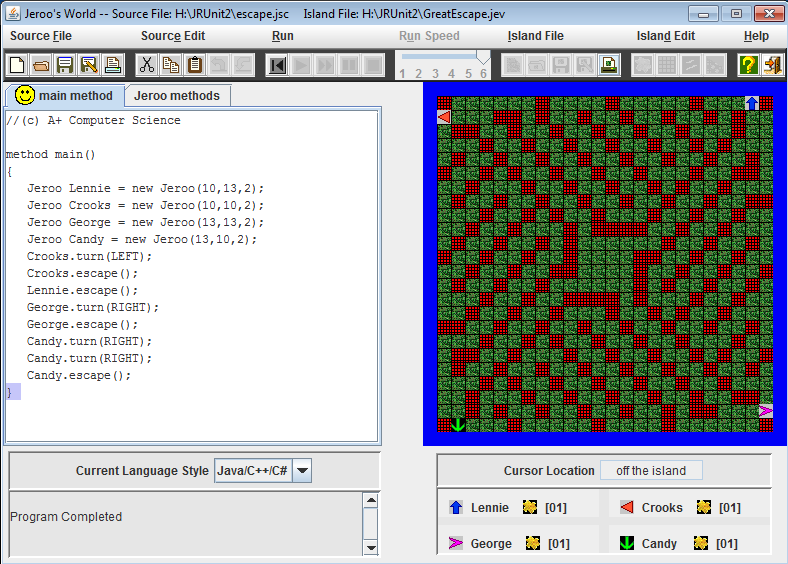 Jeroo's World -- Source File: H:\JRUnit2\escape.jsc    Island File: H:\JRUnit2\GreatEscape.jev
Source File    Source Edit    Run    Run Speed    Island File    Island Edit    Help
1 2 3 4 5 6
main method    Jeroo methods
//(c) A+ Computer Science
method main()
{
   Jeroo Lennie = new Jeroo(10,13,2);
   Jeroo Crooks = new Jeroo(10,10,2);
   Jeroo George = new Jeroo(13,13,2);
   Jeroo Candy = new Jeroo(13,10,2);
   Crooks.turn(LEFT);
   Crooks.escape();
   Lennie.escape();
   George.turn(RIGHT);
   George.escape();
   Candy.turn(RIGHT);
   Candy.turn(RIGHT);
   Candy.escape();
}
Current Language Style    Java/C++/C#
Program Completed
Cursor Location    off the island
Lennie    [01]    Crooks    [01]
George    [01]    Candy    [01]